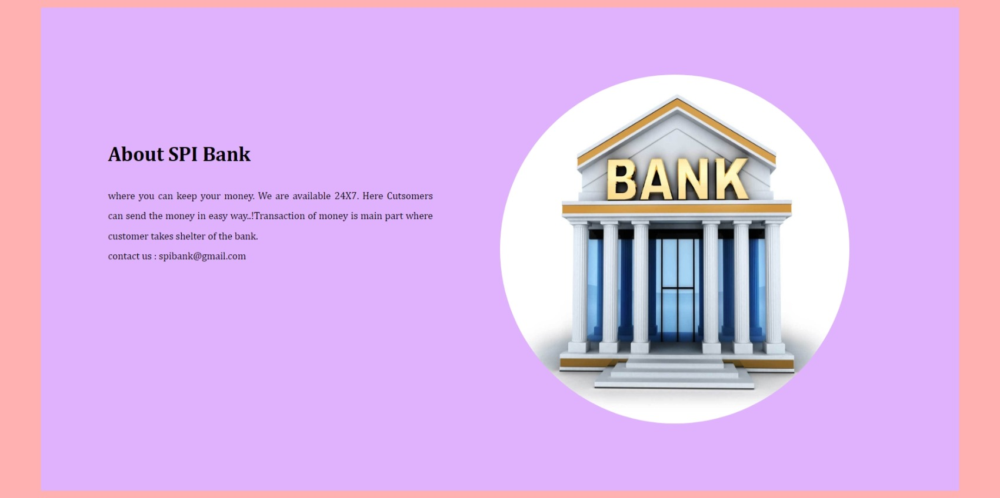 About SPI Bank
where you can keep your money. We are available 24X7. Here Cutsomers
can send the money in easy way..!Transaction of money is main part where
customer takes shelter of the bank.
contact us : spibank@gmail.com
BANK